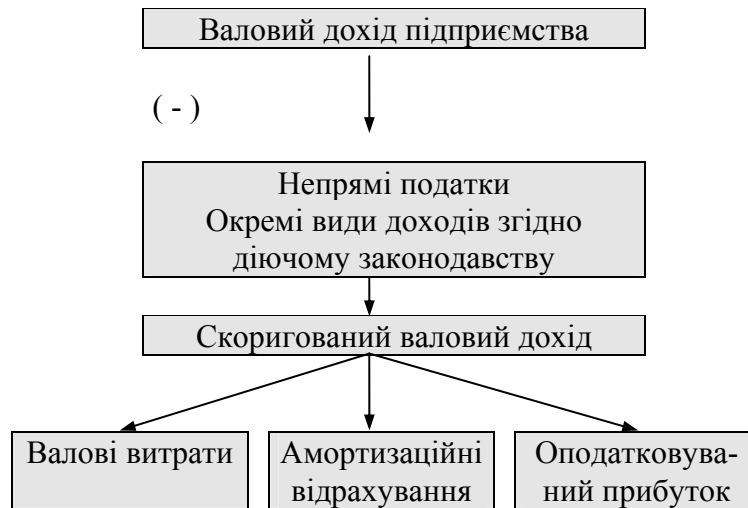 Валовий дохід підприємства
( - )
Непрямі податки
Окремі види доходів згідно
діючому законодавству
Скоригований валовий дохід
Валові витрати
Амортизаційні
відрахування
Оподатковува-
ний прибуток